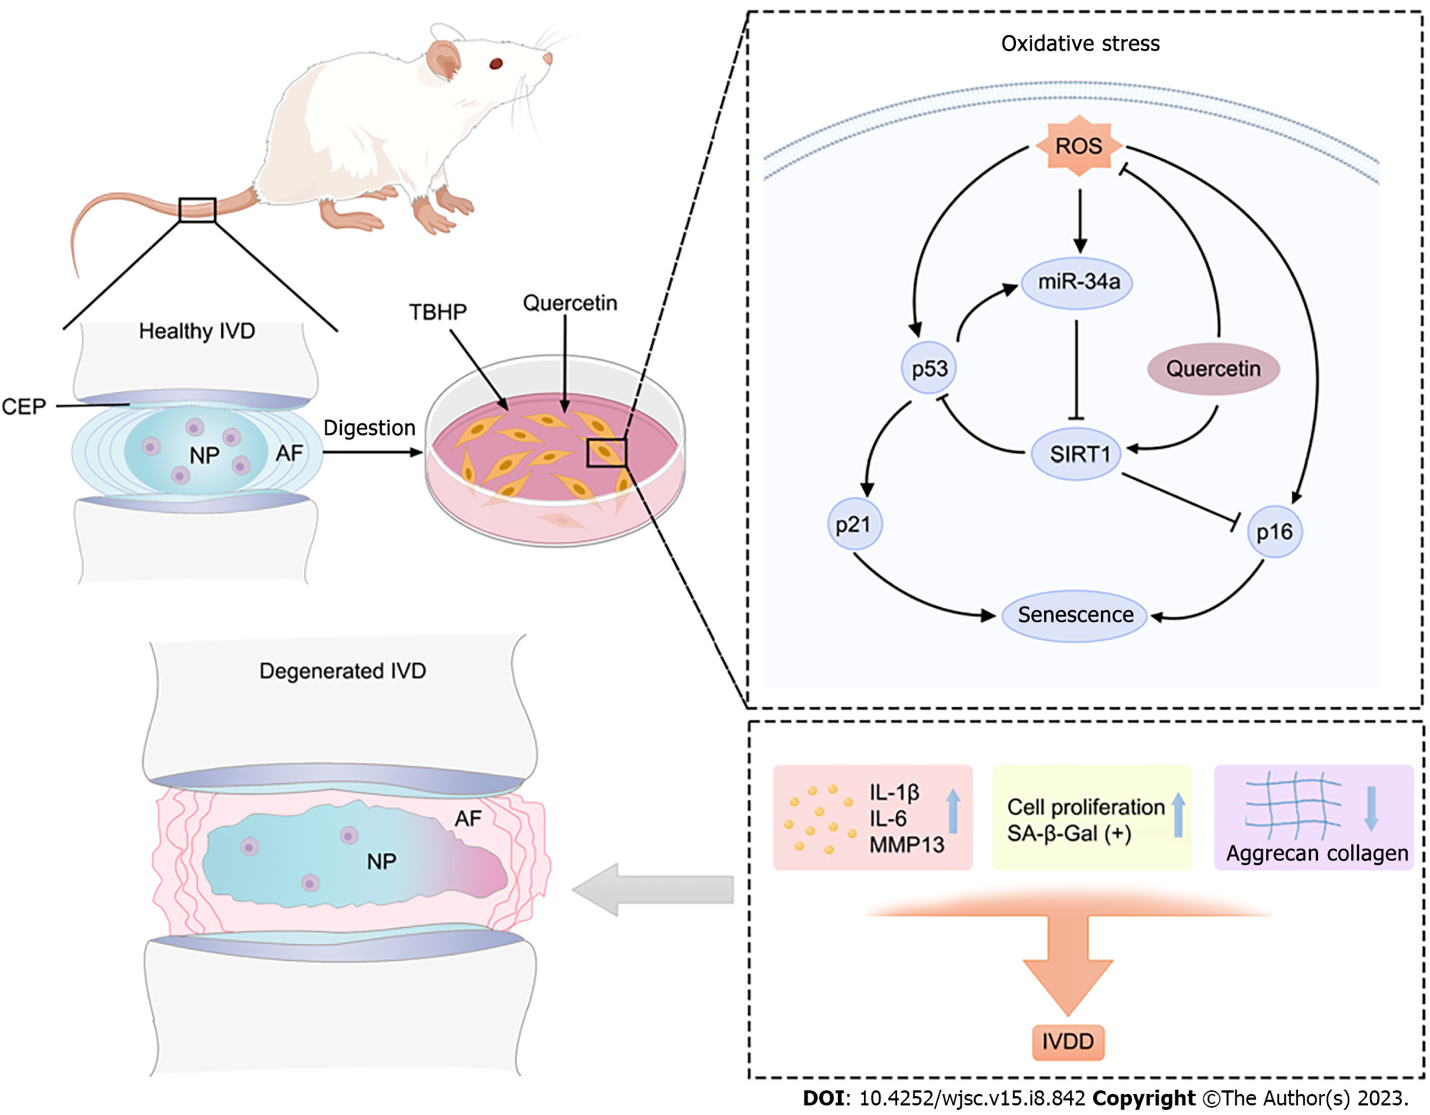 Oxidative stress
ROS
miR-34a
p53
Quercetin
SIRT1
p21
p16
Senescence
Healthy IVD
CEP
NP
AF
Digestion
TBHP
Quercetin
Degenerated IVD
AF
NP
IL-1β
IL-6
MMP13
Cell proliferation
SA-β-Gal (+)
Aggrecan collagen
IVDD
DOI: 10.4252/wjsc.v15.i8.842 Copyright ©The Author(s) 2023.